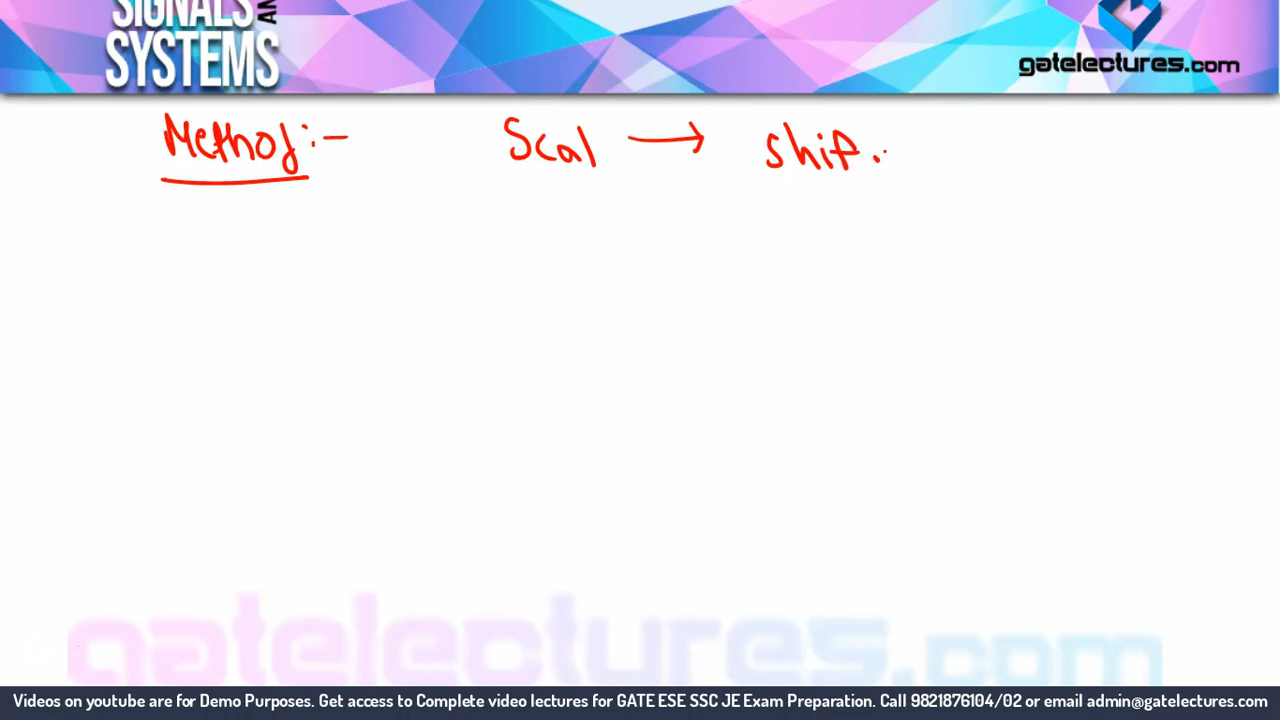 SIGNALS AND
SYSTEMS
gatelectures.com
Method:- Scal → shif.
gatelectures.com
Videos on youtube are for Demo Purposes. Get access to Complete video lectures for GATE ESE SSC JE Exam Preparation. Call 9821876104/02 or email admin@gatelectures.com